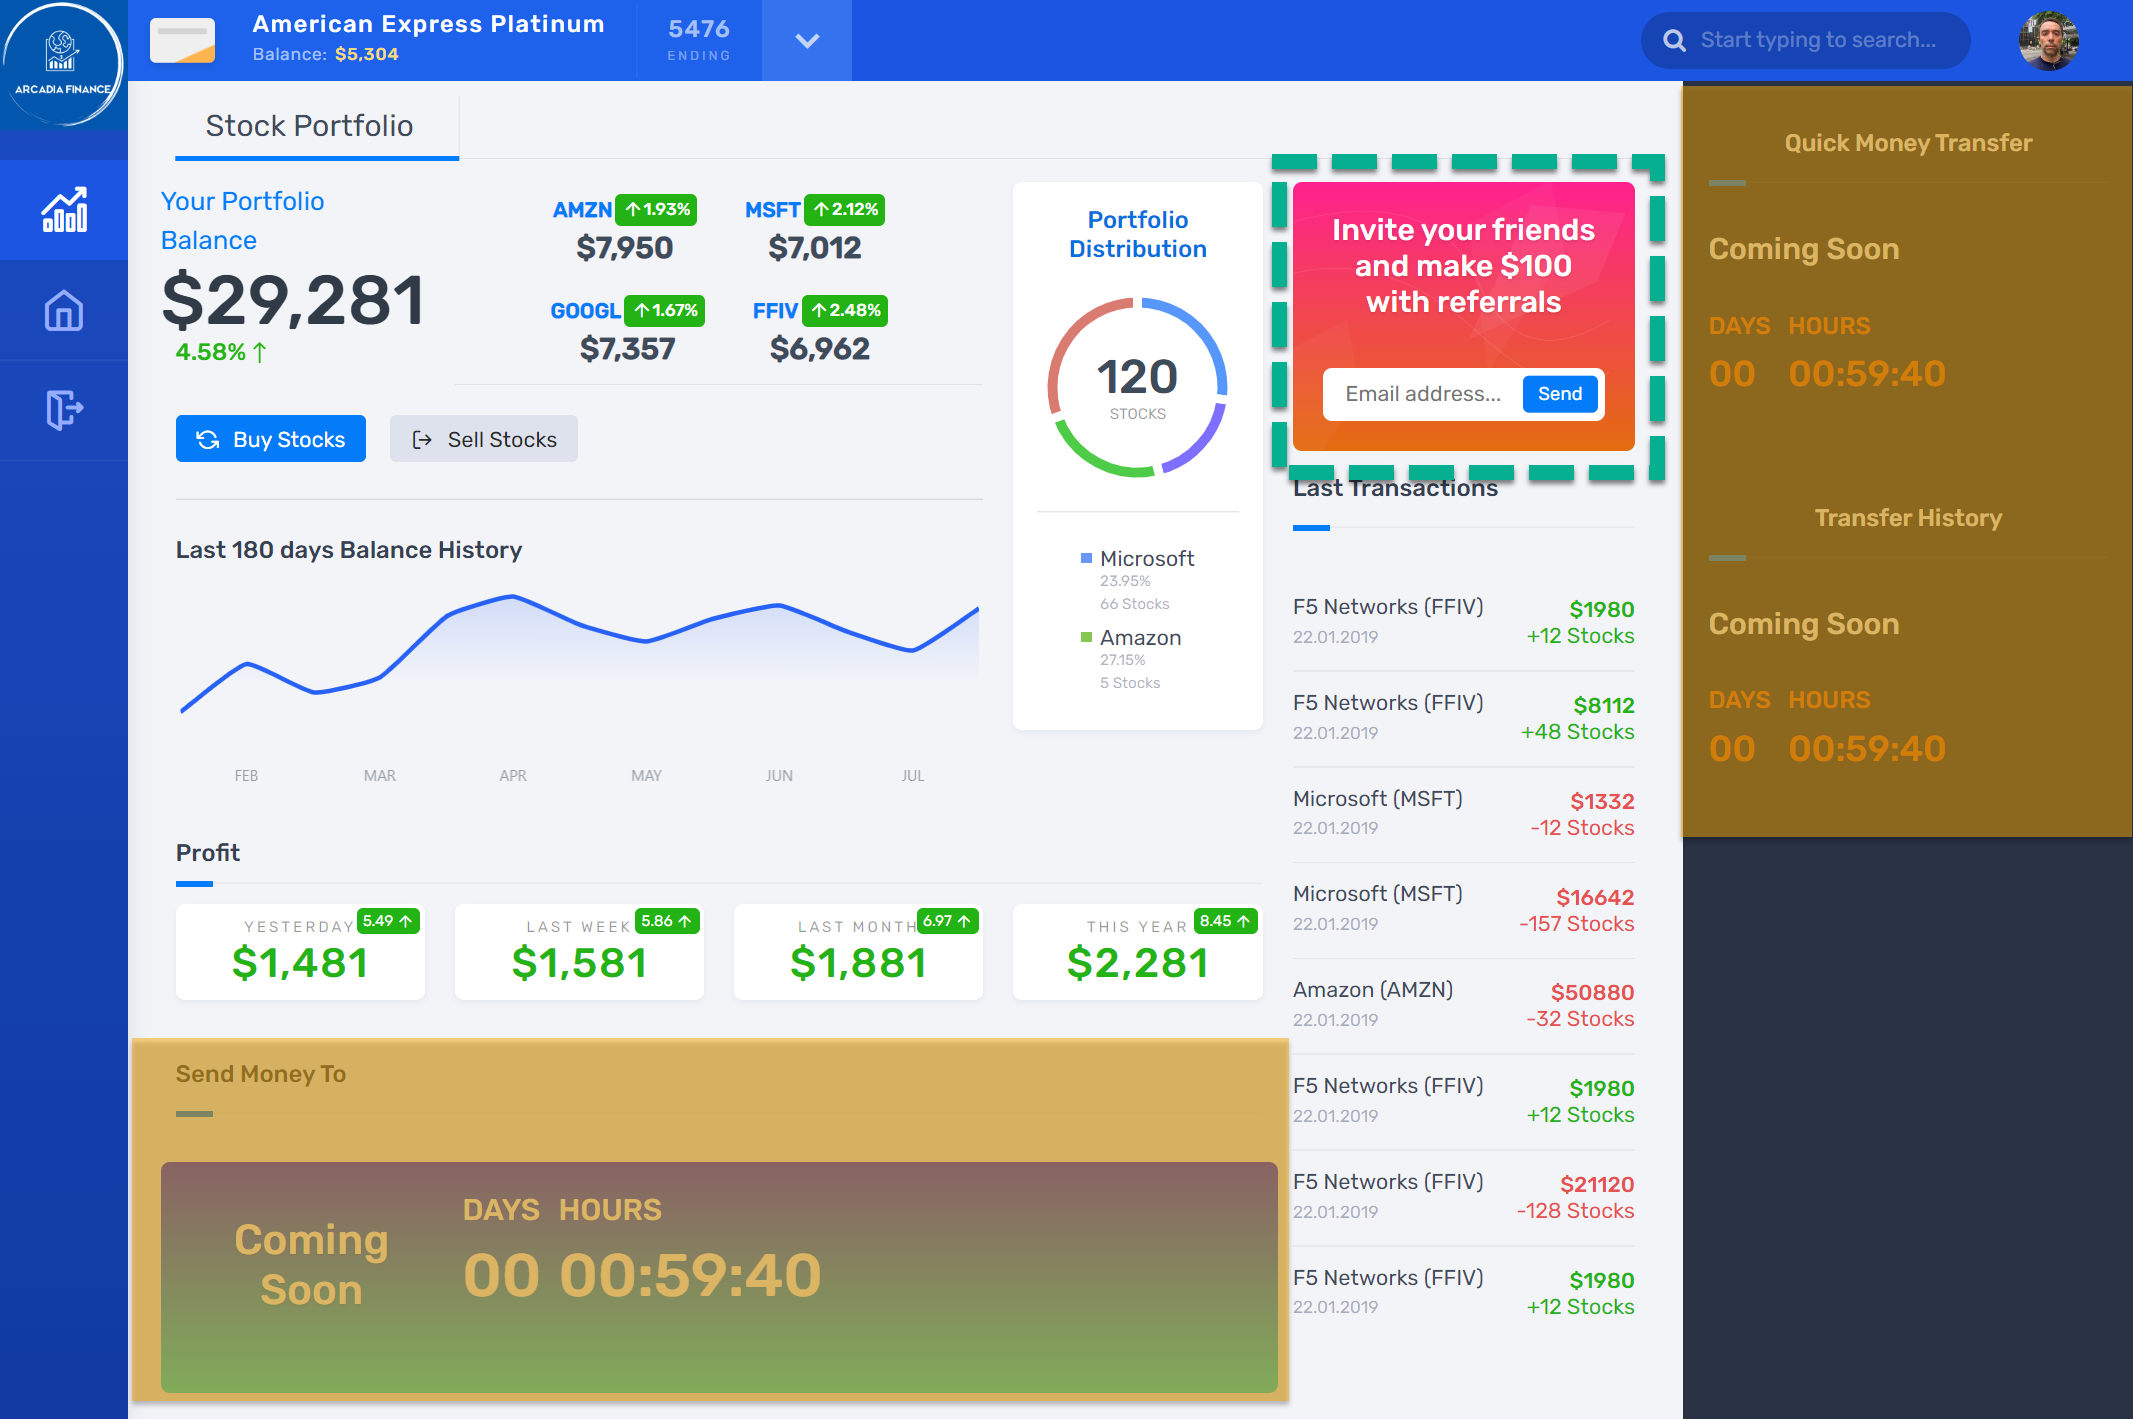 ARCADIA FINANCE
American Express Platinum
Balance: $5,304
5476
ENDING
Start typing to search...
Stock Portfolio
Your Portfolio
Balance
$29,281
4.58% ↑
AMZN ↑1.93%
$7,950
MSFT ↑2.12%
$7,012
GOOGL ↑1.67%
$7,357
FFIV ↑2.48%
$6,962
Buy Stocks
Sell Stocks
Last 180 days Balance History
FEB MAR APR MAY JUN JUL
Portfolio
Distribution
120
STOCKS
Microsoft
23.95%
66 Stocks
Amazon
27.15%
5 Stocks
Profit
YESTERDAY 5.49 ↑
$1,481
LAST WEEK 5.86 ↑
$1,581
LAST MONTH 6.97 ↑
$1,881
THIS YEAR 8.45 ↑
$2,281
Send Money To
Coming
Soon
DAYS HOURS
00 00:59:40
Invite your friends
and make $100
with referrals
Email address... Send
Last Transactions
F5 Networks (FFIV) $1980
22.01.2019 +12 Stocks
F5 Networks (FFIV) $8112
22.01.2019 +48 Stocks
Microsoft (MSFT) $1332
22.01.2019 -12 Stocks
Microsoft (MSFT) $16642
22.01.2019 -157 Stocks
Amazon (AMZN) $50880
22.01.2019 -32 Stocks
F5 Networks (FFIV) $1980
22.01.2019 +12 Stocks
F5 Networks (FFIV) $21120
22.01.2019 -128 Stocks
F5 Networks (FFIV) $1980
22.01.2019 +12 Stocks
Quick Money Transfer
Coming Soon
DAYS HOURS
00 00:59:40
Transfer History
Coming Soon
DAYS HOURS
00 00:59:40